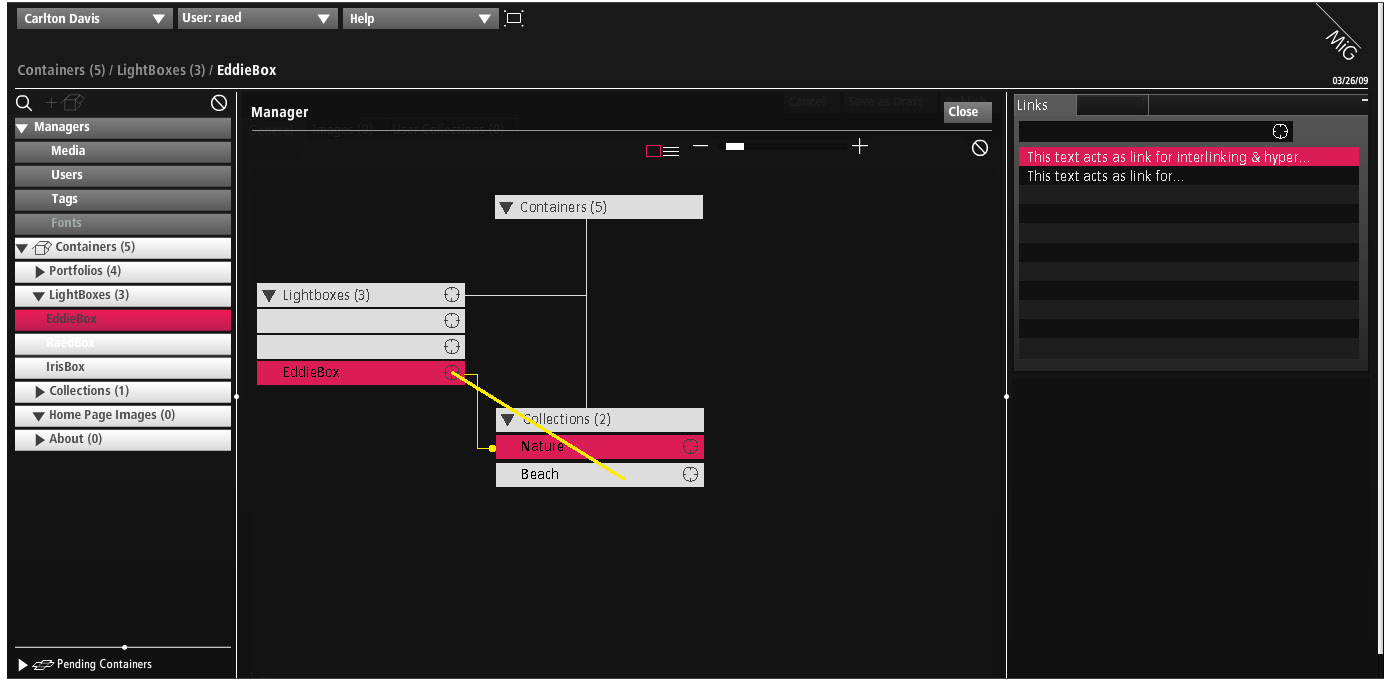 Carlton Davis
User: raed
Help
MiG
Containers (5) / LightBoxes (3) / EddieBox
03/26/09
Managers
Media
Users
Tags
Fonts
Containers (5)
Portfolios (4)
LightBoxes (3)
EddieBox
RaedBox
IrisBox
Collections (1)
Home Page Images (0)
About (0)
Pending Containers
Cancel Save as Draft
Manager
Close
General Images (0) User Collections (0)
Containers (5)
Lightboxes (3)
EddieBox
Collections (2)
Nature
Beach
Links
This text acts as link for interlinking & hyper...
This text acts as link for...